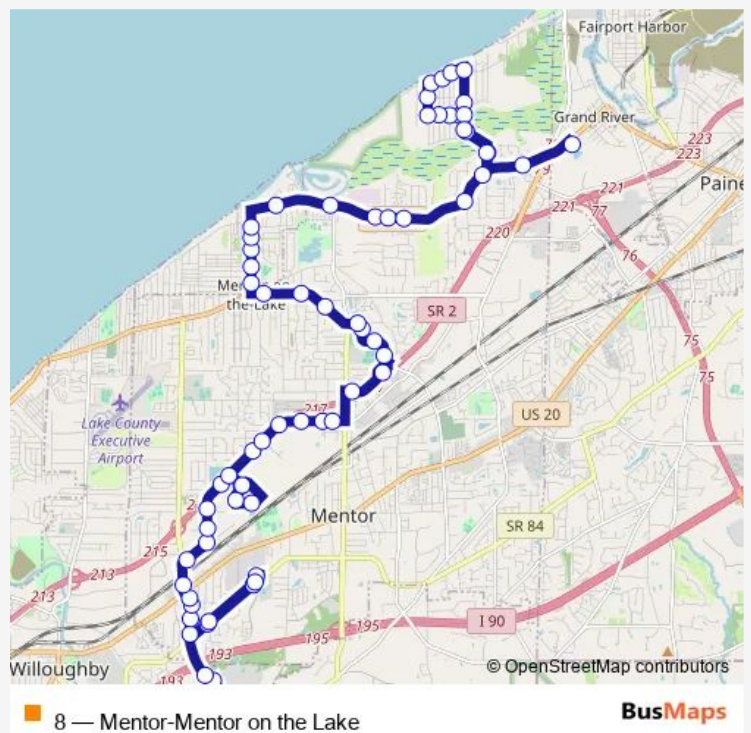 Fairport Harbor
Grand River
223
223
Paine
221
221
77
220
76
Mentor on
the-Lake
SR 2
75
75
217
Lake County
Executive
Airport
US 20
Mentor
SR 84
215
213
213
I 90
195
195
193
193
Willoughby
© OpenStreetMap contributors
8 — Mentor-Mentor on the Lake
BusMaps